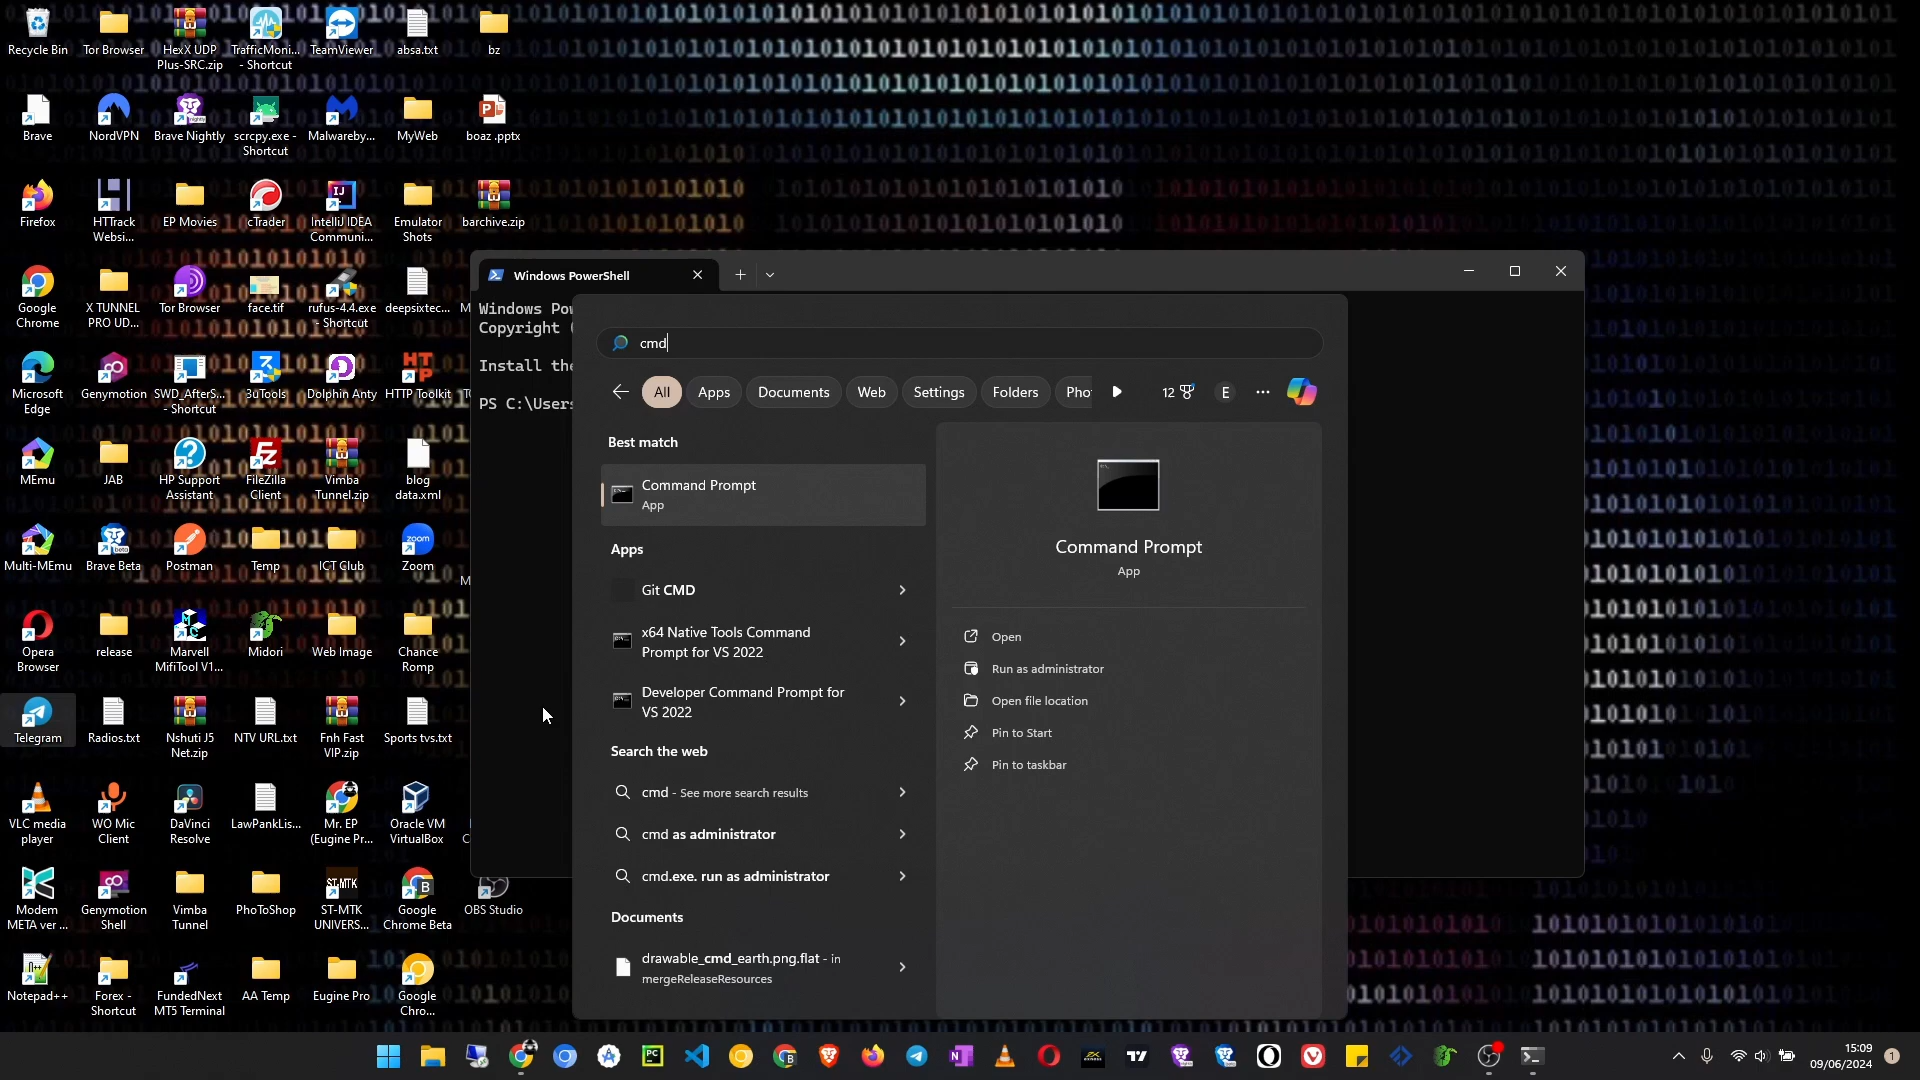 Recycle Bin
Tor Browser
HexX UDP
Plus-SRC.zip
TrafficMoni...
- Shortcut
TeamViewer
absa.txt
bz
Brave
NordVPN
Brave Nightly
scrcpy.exe -
Shortcut
Malwareby...
MyWeb
boaz .pptx
Firefox
HTTrack
Websi...
EP Movies
cTrader
IntelliJ IDEA
Communi...
Emulator
Shots
barchive.zip
Google
Chrome
X TUNNEL
PRO UD...
Tor Browser
face.tif
rufus-4.4.exe
- Shortcut
deepsixtec...
Microsoft
Edge
Genymotion
SWD_AfterS...
- Shortcut
3uTools
Dolphin Anty
HTTP Toolkit
MEmu
JAB
HP Support
Assistant
FileZilla
Client
Vimba
Tunnel.zip
blog
data.xml
Multi-MEmu
Brave Beta
Postman
Temp
ICT Club
Zoom
Opera
Browser
release
Marvell
MifiTool V1...
Midori
Web Image
Chance
Romp
Telegram
Radios.txt
Nshuti J5
Net.zip
NTV URL.txt
Fnh Fast
VIP.zip
Sports tvs.txt
VLC media
player
WO Mic
Client
DaVinci
Resolve
LawPankLis...
Mr. EP
(Eugine Pr...
Oracle VM
VirtualBox
Modem
META ver ...
Genymotion
Shell
Vimba
Tunnel
PhoToShop
ST-MTK
UNIVERS...
Google
Chrome Beta
OBS Studio
Notepad++
Forex -
Shortcut
FundedNext
MT5 Terminal
AA Temp
Eugine Pro
Google
Chro...
Windows PowerShell
Windows Pow
Copyright (
Install the
PS C:\Users
cmd
All
Apps
Documents
Web
Settings
Folders
Pho
12
E
Best match
Command Prompt
App
Apps
Git CMD
x64 Native Tools Command
Prompt for VS 2022
Developer Command Prompt for
VS 2022
Search the web
cmd - See more search results
cmd as administrator
cmd.exe. run as administrator
Documents
drawable_cmd_earth.png.flat - in
mergeReleaseResources
Command Prompt
App
Open
Run as administrator
Open file location
Pin to Start
Pin to taskbar
15:09
09/06/2024
1